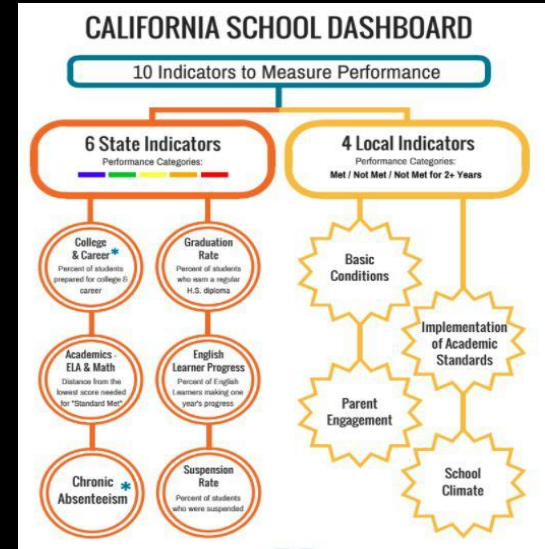 CALIFORNIA SCHOOL DASHBOARD
10 Indicators to Measure Performance
6 State Indicators
Performance Categories:
4 Local Indicators
Performance Categories:
Met / Not Met / Not Met for 2+ Years
College
& Career*
Percent of students
prepared for college &
career
Graduation
Rate
Percent of students
who earn a regular
H.S. diploma
Academics -
ELA & Math
Distance from the
lowest score needed
for "Standard Met"
English
Learner Progress
Percent of English
Learners making one
year's progress
Chronic
Absenteeism *
Suspension
Rate
Percent of students
who were suspended
Basic
Conditions
Implementation
of Academic
Standards
Parent
Engagement
School
Climate